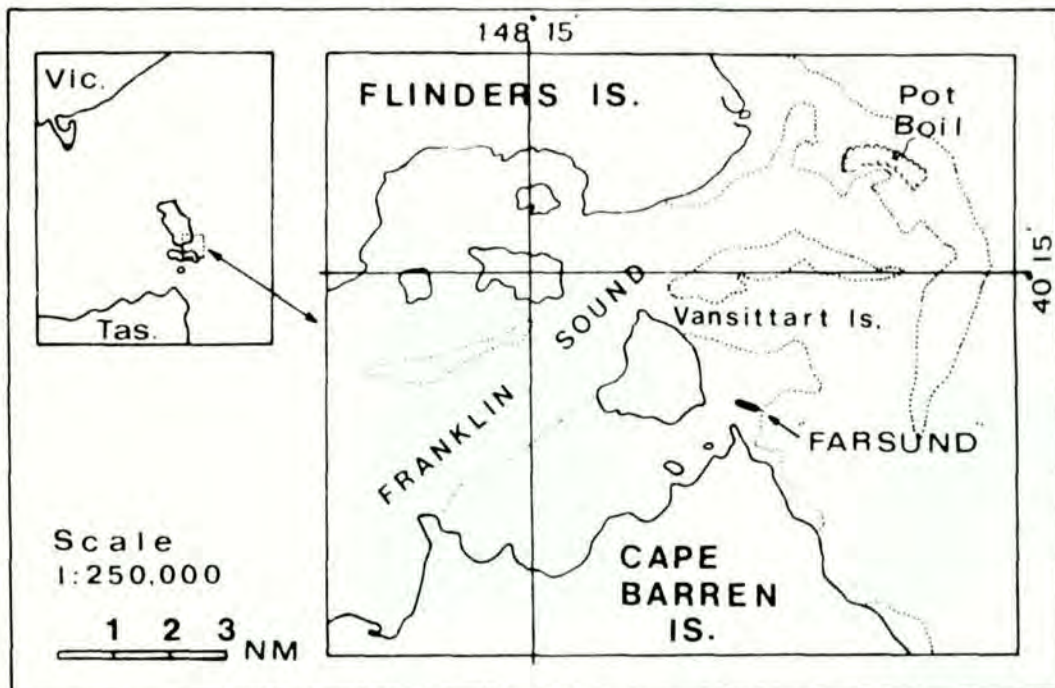 148° 15'
Vic.
FLINDERS IS.
Pot
Boil
40° 15'
Tas.
FRANKLIN SOUND
Vansittart Is.
FARSUND
CAPE
BARREN
IS.
Scale
1:250,000
1 2 3 NM